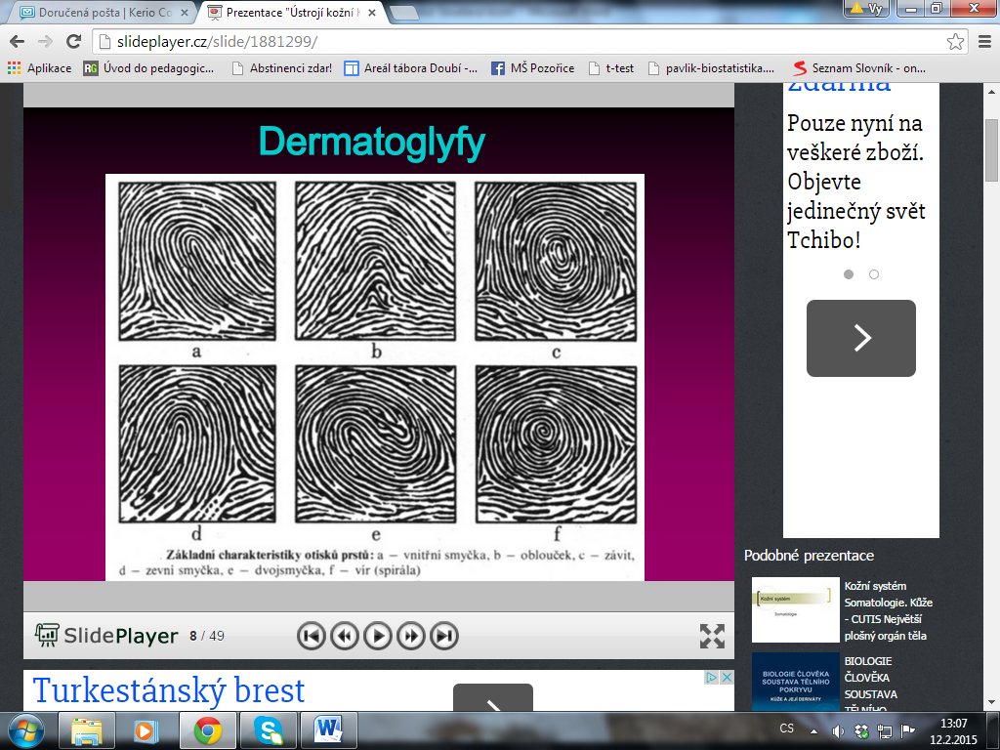 Doručená pošta | Kerio Co
Prezentace "Ústrojí kožní k
Vy
slideplayer.cz/slide/1881299/
Aplikace
Úvod do pedagogic...
Abstinenci zdar!
Areál tábora Doubí -...
MŠ Pozořice
t-test
pavlik-biostatistika....
Seznam Slovník - on...
Dermatoglyfy
a b c
d e f
Základní charakteristiky otisků prstů: a – vnitřní smyčka, b – oblouček, c – závit,
d – zevní smyčka, e – dvojsmyčka, f – vír (spirála)
SlidePlayer 8 / 49
Turkestánský brest
zdarma
Pouze nyní na
veškeré zboží.
Objevte
jedinečný svět
Tchibo!
Podobné prezentace
Kožní systém
Somatologie
Kožní systém
Somatologie. Kůže
- CUTIS Největší
plošný orgán těla
BIOLOGIE ČLOVĚKA
SOUSTAVA TĚLNÍHO
POKRYVU
KŮŽE A JEJÍ DERIVÁTY
BIOLOGIE
ČLOVĚKA
SOUSTAVA
TĚLNÍHO
CS
13:07
12.2.2015